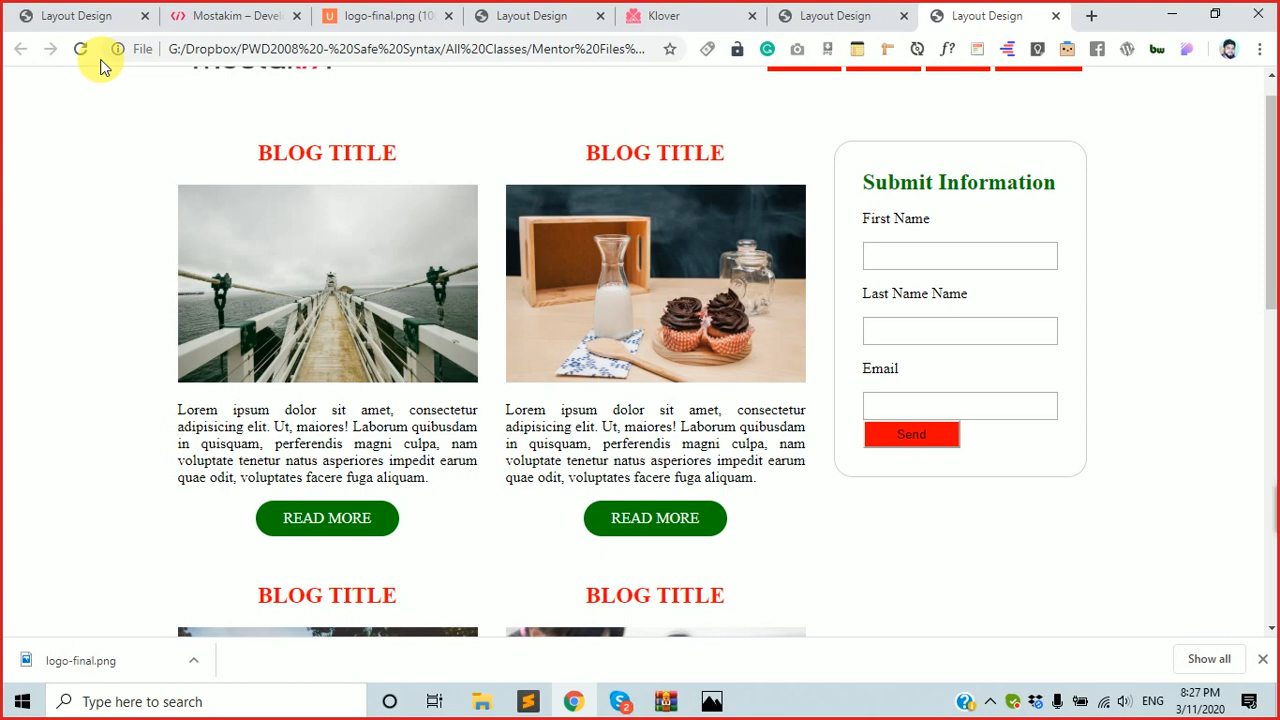 Layout Design
Mostakim – Devel
logo-final.png (10
Layout Design
Klover
Layout Design
Layout Design
File
G:/Dropbox/PWD2008%20-%20Safe%20Syntax/All%20Classes/Mentor%20Files%...
BLOG TITLE
BLOG TITLE
Submit Information
First Name
Last Name Name
Email
Send
Lorem ipsum dolor sit amet, consectetur
adipisicing elit. Ut, maiores! Laborum quibusdam
in quisquam, perferendis magni culpa, nam
voluptate tenetur natus asperiores impedit earum
quae odit, voluptates facere fuga aliquam.
Lorem ipsum dolor sit amet, consectetur
adipisicing elit. Ut, maiores! Laborum quibusdam
in quisquam, perferendis magni culpa, nam
voluptate tenetur natus asperiores impedit earum
quae odit, voluptates facere fuga aliquam.
READ MORE
READ MORE
BLOG TITLE
BLOG TITLE
logo-final.png
Show all
Type here to search
2
ENG
8:27 PM
3/11/2020